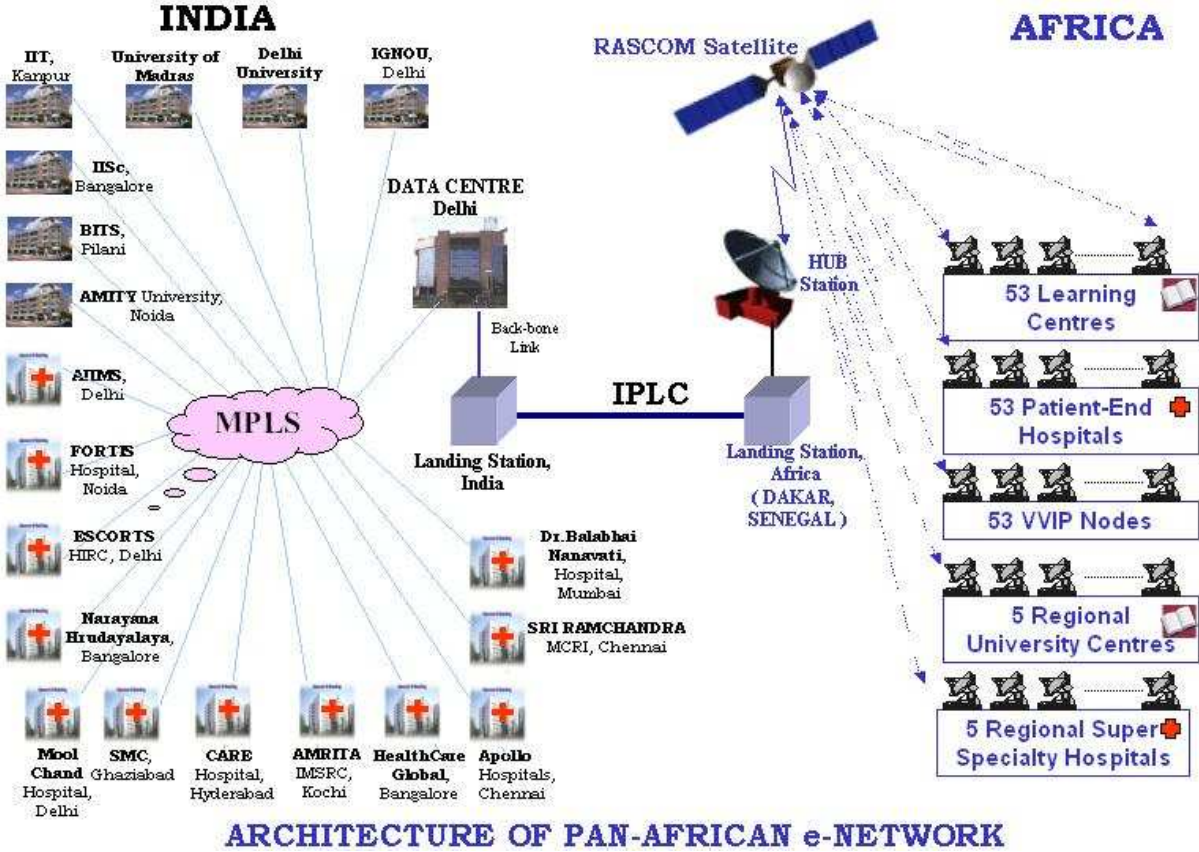 INDIA
AFRICA
RASCOM Satellite
IIT,
Kanpur
University of
Madras
Delhi
University
IGNOU,
Delhi
IISc,
Bangalore
BITS,
Pilani
AMITY University,
Noida
AIIMS,
Delhi
FORTIS
Hospital,
Noida
ESCORTS
HIRC, Delhi
Narayana
Hrudayalaya,
Bangalore
Mool
Chand
Hospital,
Delhi
SMC,
Ghaziabad
CARE
Hospital,
Hyderabad
AMRITA
IMSRC,
Kochi
HealthCare
Global,
Bangalore
Apollo
Hospitals,
Chennai
SRI RAMCHANDRA
MCRI, Chennai
Dr.Balabhai
Nanavati,
Hospital,
Mumbai
MPLS
DATA CENTRE
Delhi
Back-bone
Link
Landing Station,
India
IPLC
HUB
Station
Landing Station,
Africa
( DAKAR,
SENEGAL )
53 Learning
Centres
53 Patient-End
Hospitals
53 VVIP Nodes
5 Regional
University Centres
5 Regional Super
Specialty Hospitals
ARCHITECTURE OF PAN-AFRICAN e-NETWORK